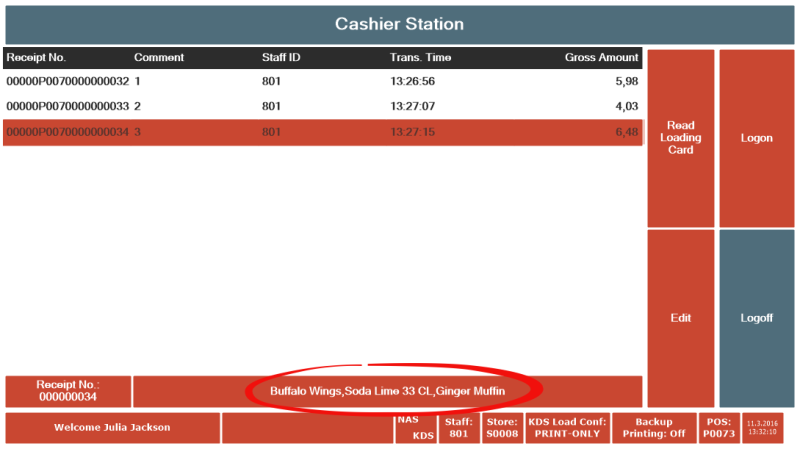 Cashier Station
Receipt No. Comment Staff ID Trans. Time Gross Amount
00000P0070000000032 1 801 13:26:56 5,98
00000P0070000000033 2 801 13:27:07 4,03
00000P0070000000034 3 801 13:27:15 6,48
Read
Loading
Card
Logon
Edit
Logoff
Receipt No.:
000000034
Buffalo Wings,Soda Lime 33 CL,Ginger Muffin
Welcome Julia Jackson
NAS
KDS
Staff:
801
Store:
S0008
KDS Load Conf:
PRINT-ONLY
Backup
Printing: Off
POS:
P0073
11.3.2016
13:32:10